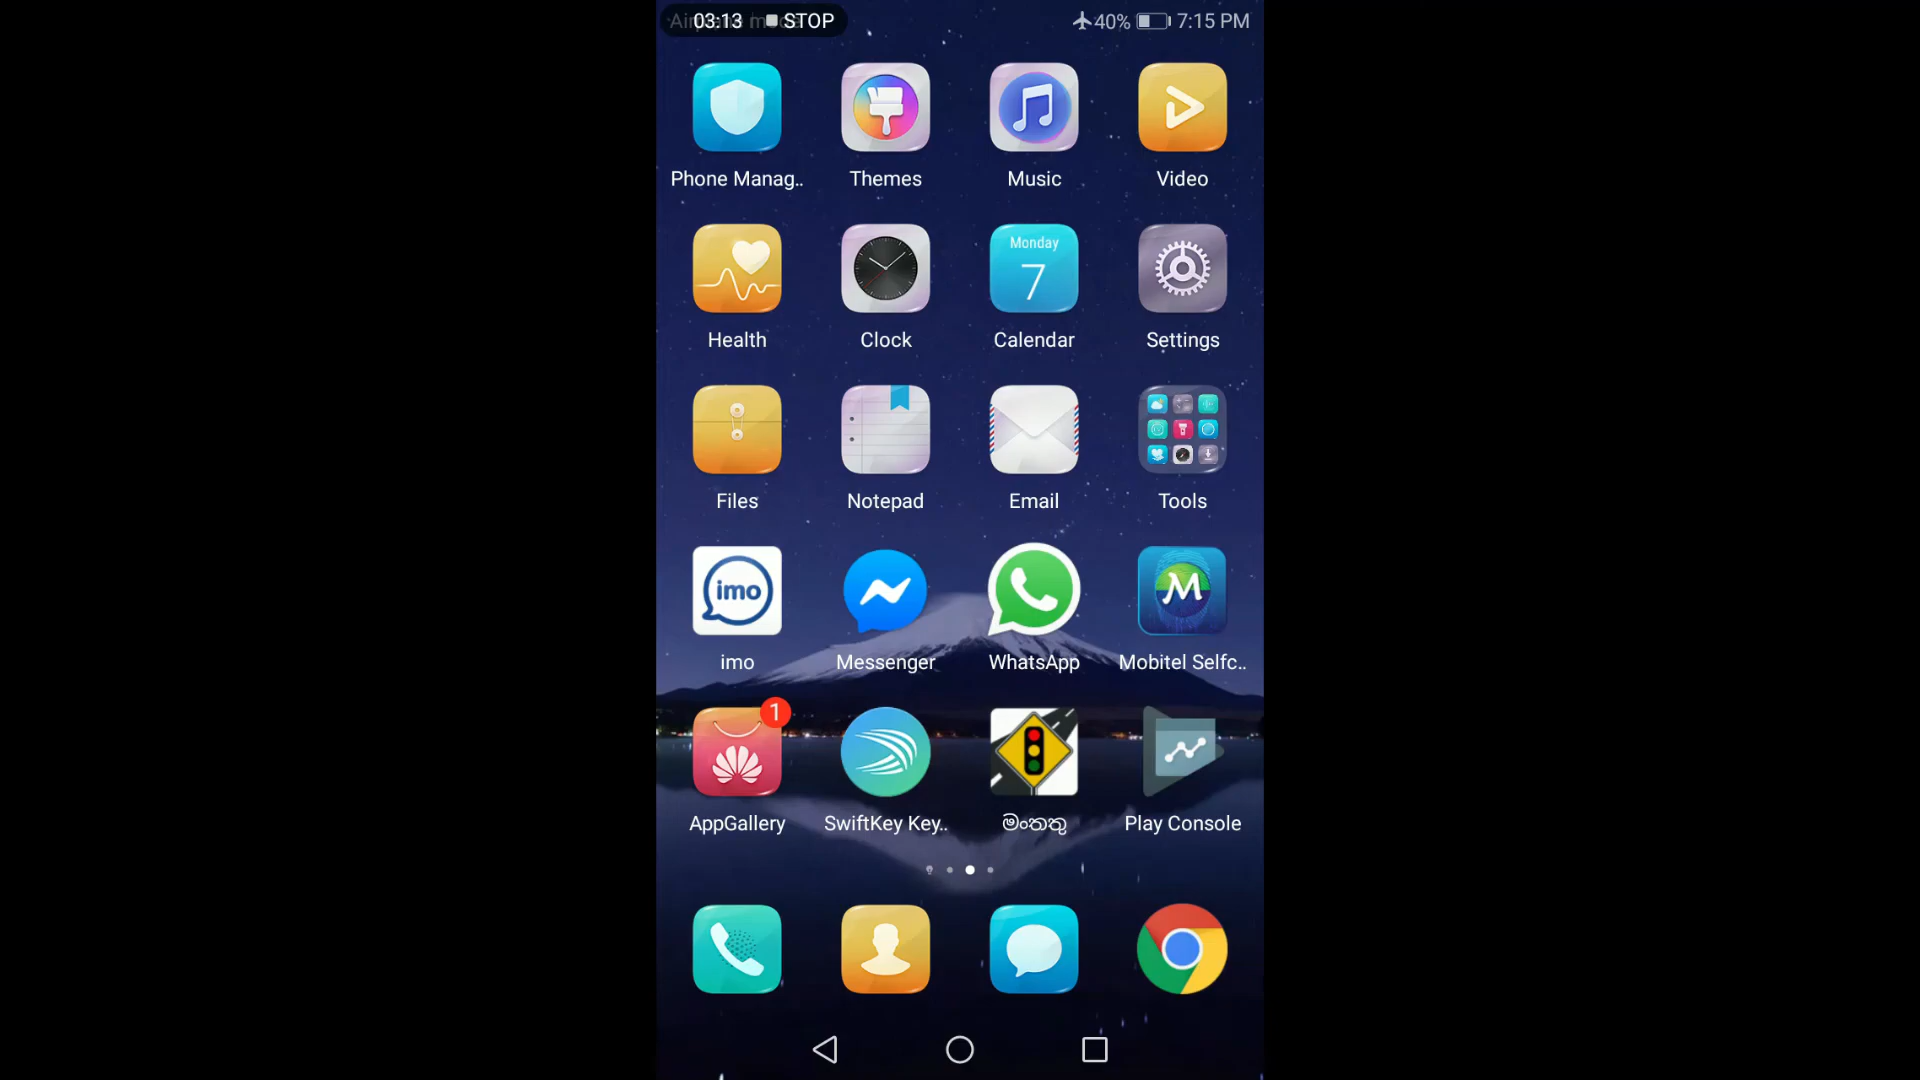 03:13 STOP
40% 7:15 PM
Phone Manag.. Themes Music Video
Monday
7
Health Clock Calendar Settings
Files Notepad Email Tools
imo
M
imo Messenger WhatsApp Mobitel Selfc..
1
AppGallery SwiftKey Key.. මංතතු Play Console